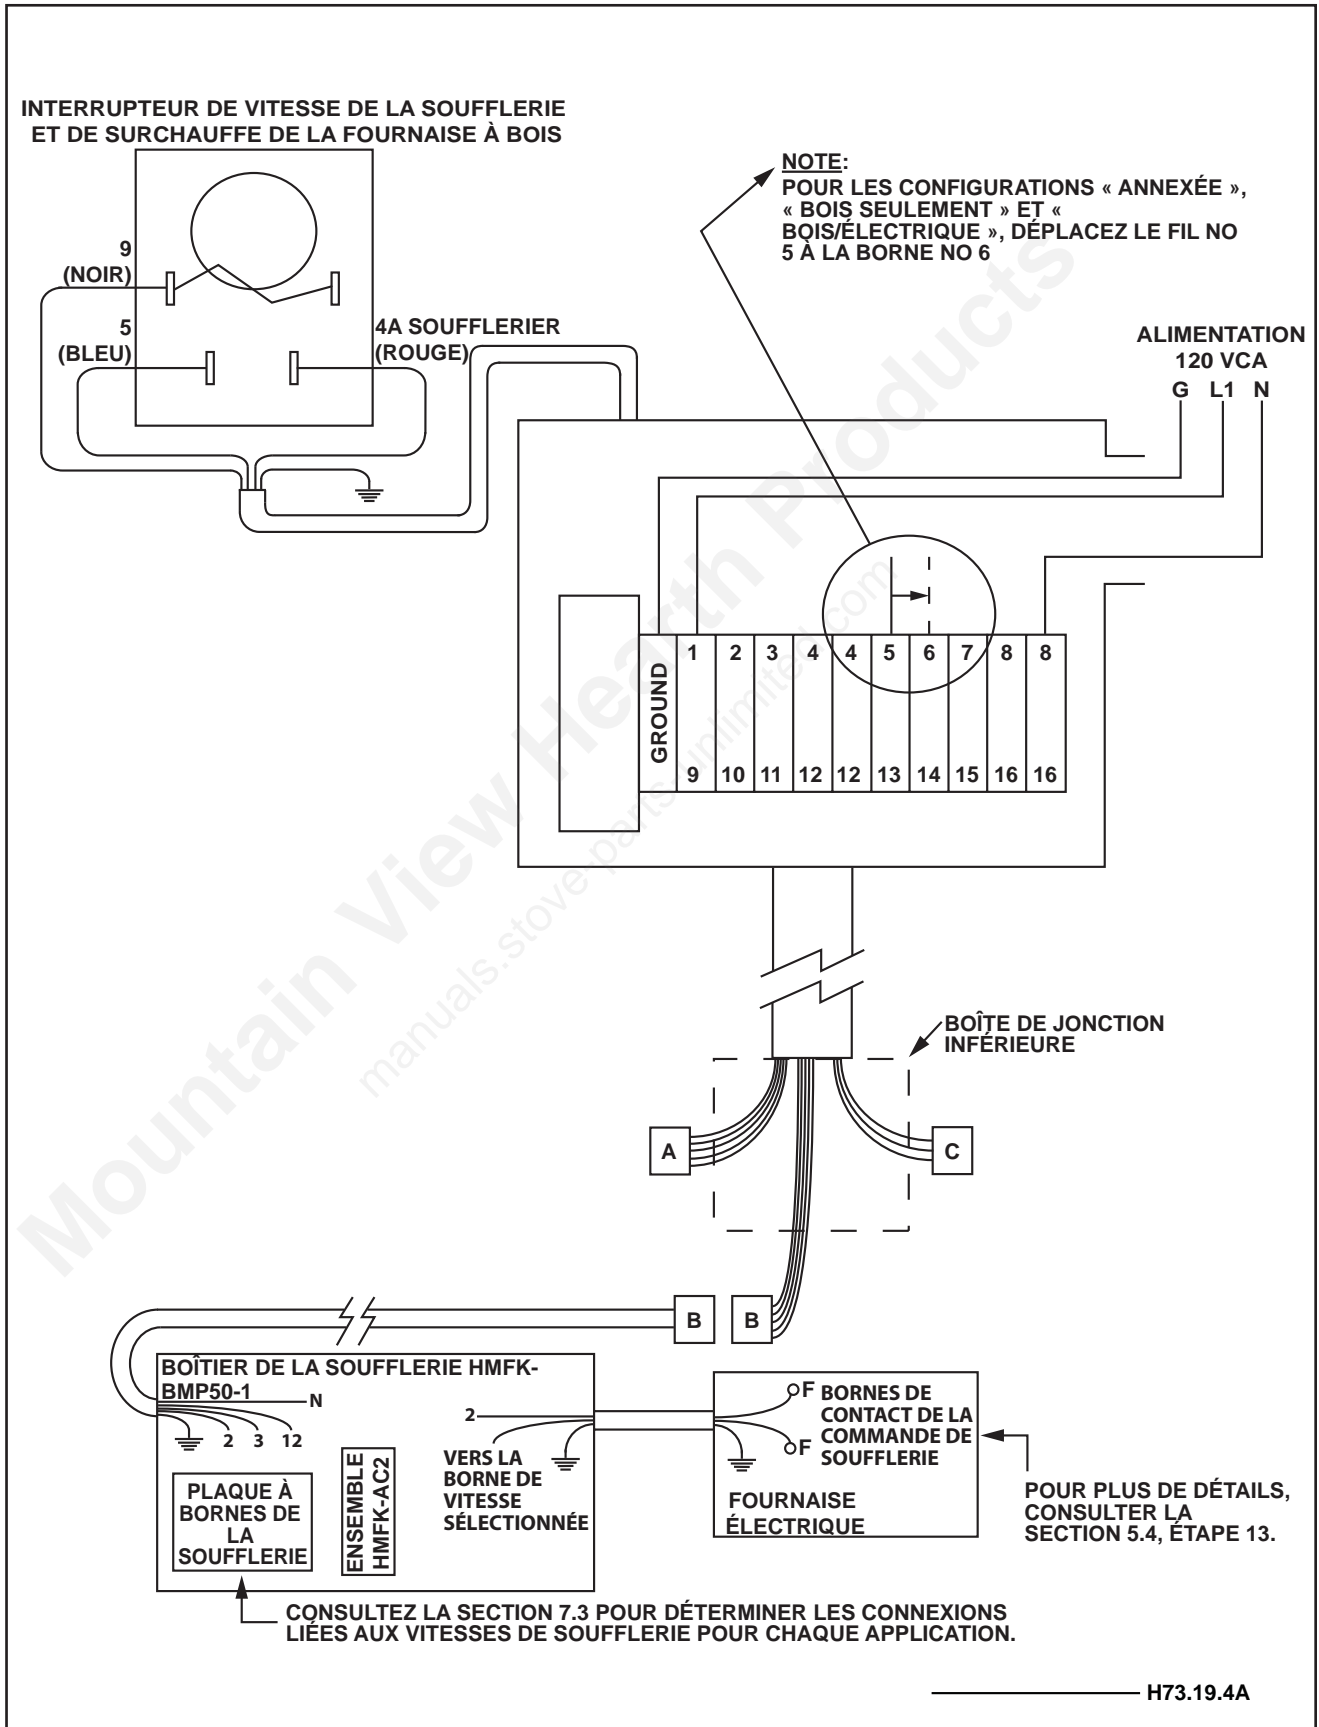 INTERRUPTEUR DE VITESSE DE LA SOUFFLERIE
ET DE SURCHAUFFE DE LA FOURNAISE À BOIS
NOTE:
POUR LES CONFIGURATIONS « ANNEXÉE »,
« BOIS SEULEMENT » ET «
BOIS/ÉLECTRIQUE », DÉPLACEZ LE FIL NO
5 À LA BORNE NO 6
9
(NOIR)
5
(BLEU)
4A SOUFFLERIER
(ROUGE)
ALIMENTATION
120 VCA
G L1 N
GROUND
1 2 3 4 4 5 6 7 8 8
9 10 11 12 12 13 14 15 16 16
BOÎTE DE JONCTION
INFÉRIEURE
A
C
B
B
BOÎTIER DE LA SOUFFLERIE HMFK-
BMP50-1
N
2 3 12
PLAQUE À
BORNES DE
LA
SOUFFLERIE
ENSEMBLE
HMFK-AC2
2
VERS LA
BORNE DE
VITESSE
SÉLECTIONNÉE
F
F
BORNES DE
CONTACT DE LA
COMMANDE DE
SOUFFLERIE
FOURNAISE
ÉLECTRIQUE
POUR PLUS DE DÉTAILS,
CONSULTER LA
SECTION 5.4, ÉTAPE 13.
CONSULTEZ LA SECTION 7.3 POUR DÉTERMINER LES CONNEXIONS
LIÉES AUX VITESSES DE SOUFFLERIE POUR CHAQUE APPLICATION.
H73.19.4A
Mountain View Hearth Products
manuals.stove-parts-unlimited.com